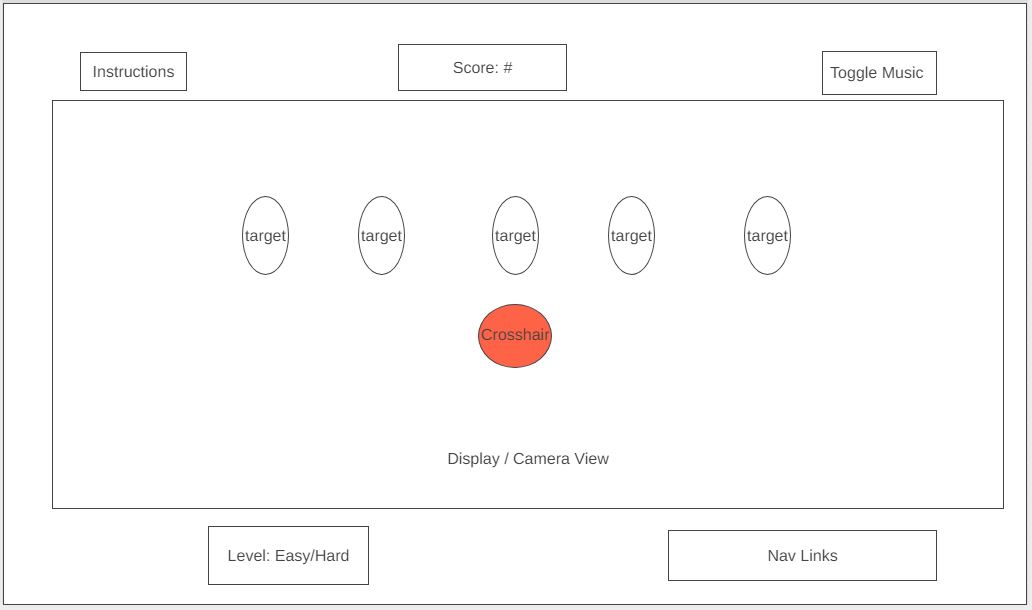 Instructions
Score: #
Toggle Music
target
target
target
target
target
Crosshair
Display / Camera View
Level: Easy/Hard
Nav Links